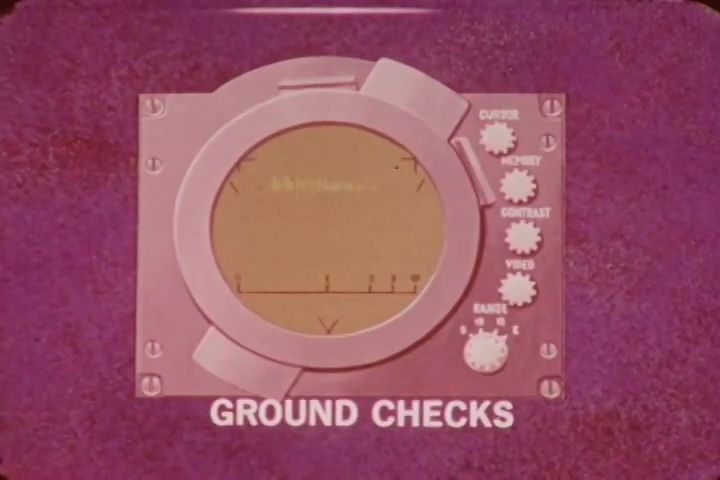 CURSOR
MEMORY
CONTRAST
VIDEO
RANGE
GROUND CHECKS